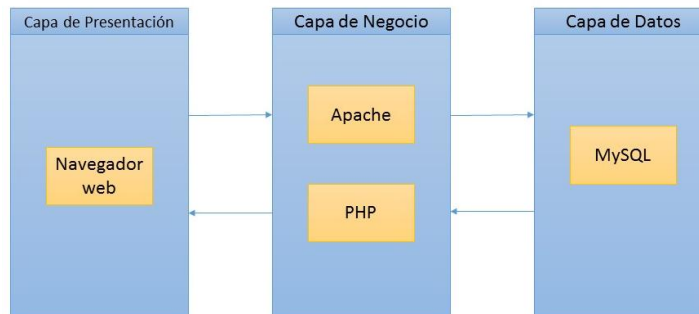 Capa de Presentación
Capa de Negocio
Capa de Datos
Apache
Navegador
web
MySQL
PHP